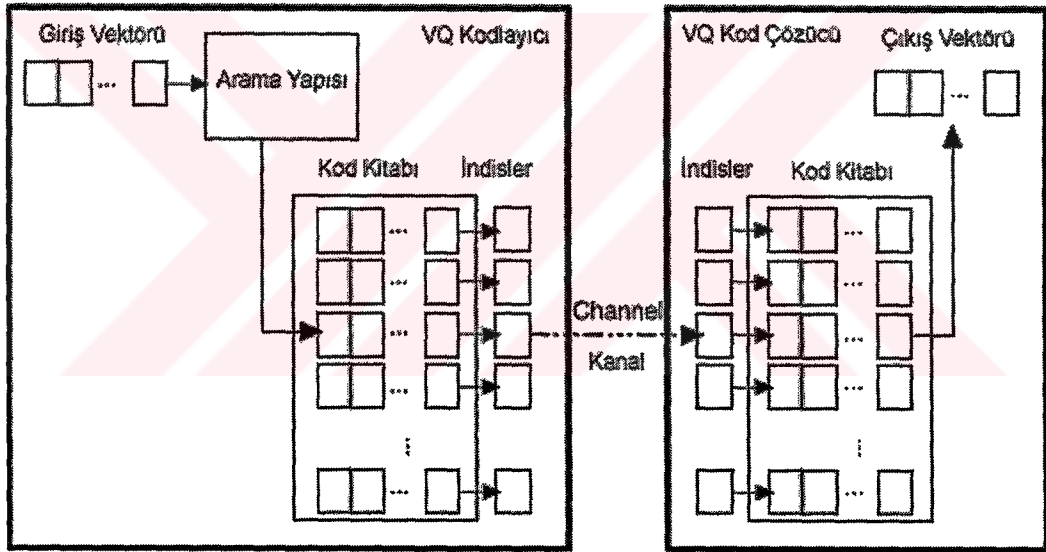 Giriş Vektörü
VQ Kodlayıcı
Arama Yapısı
Kod Kitabı
İndisler
Channel
Kanal
VQ Kod Çözücü
Çıkış Vektörü
İndisler
Kod Kitabı